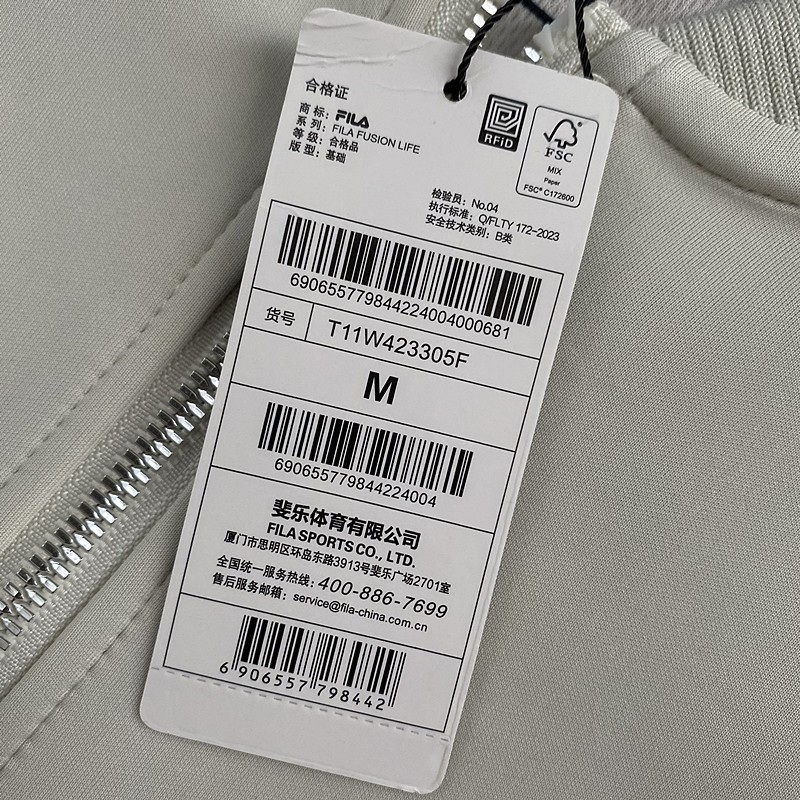 合格证
商标：FILA
系列：FILA FUSION LIFE
等级：合格品
版型：基础
RFiD
FSC®
MIX
Paper
FSC® C172600
检验员：No.04
执行标准：Q/FLTY 172-2023
安全技术类别：B类
690655779844224004000681
货号 T11W423305F
M
690655779844224004
斐乐体育有限公司
FILA SPORTS CO., LTD.
厦门市思明区环岛东路3913号斐乐广场2701室
全国统一服务热线：400-886-7699
售后服务邮箱：service@fila-china.com.cn
6 906557 798442